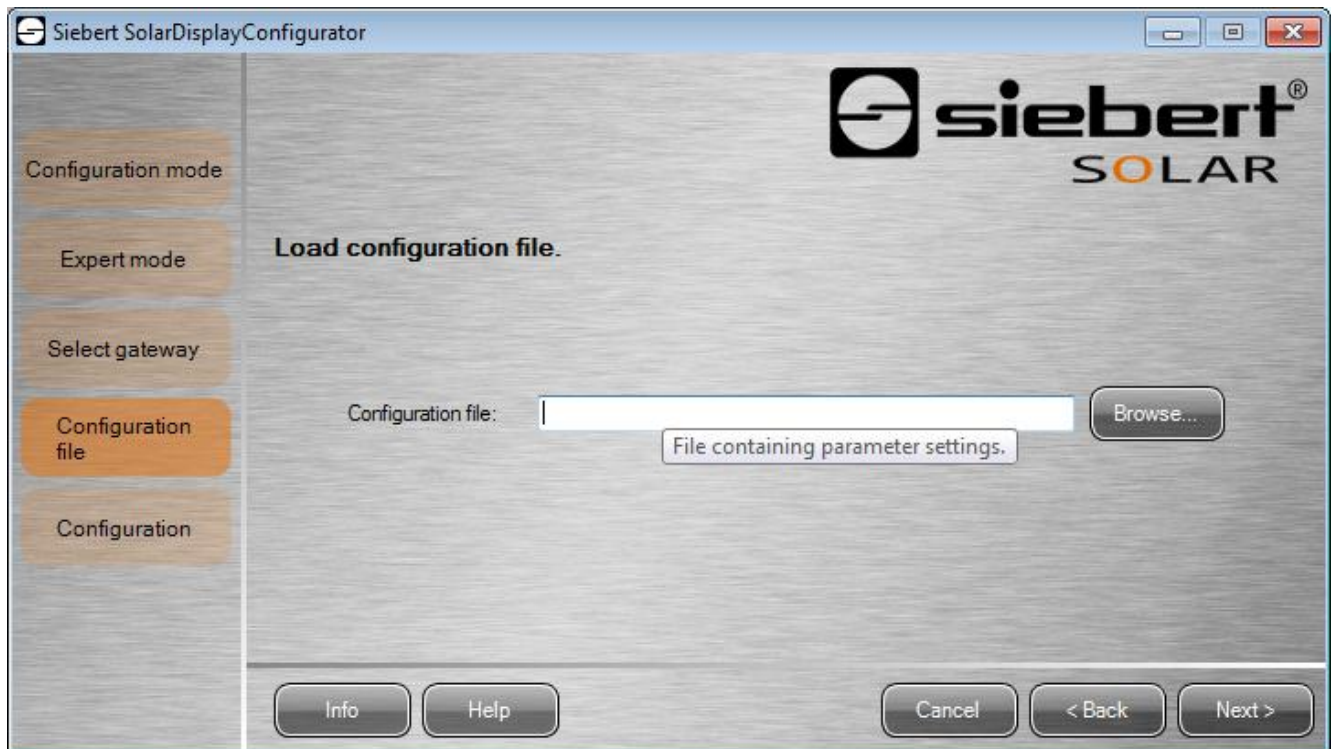 Siebert SolarDisplayConfigurator
siebert®
SOLAR
Configuration mode
Expert mode
Select gateway
Configuration
file
Configuration
Load configuration file.
Configuration file:
Browse...
File containing parameter settings.
Info
Help
Cancel
< Back
Next >